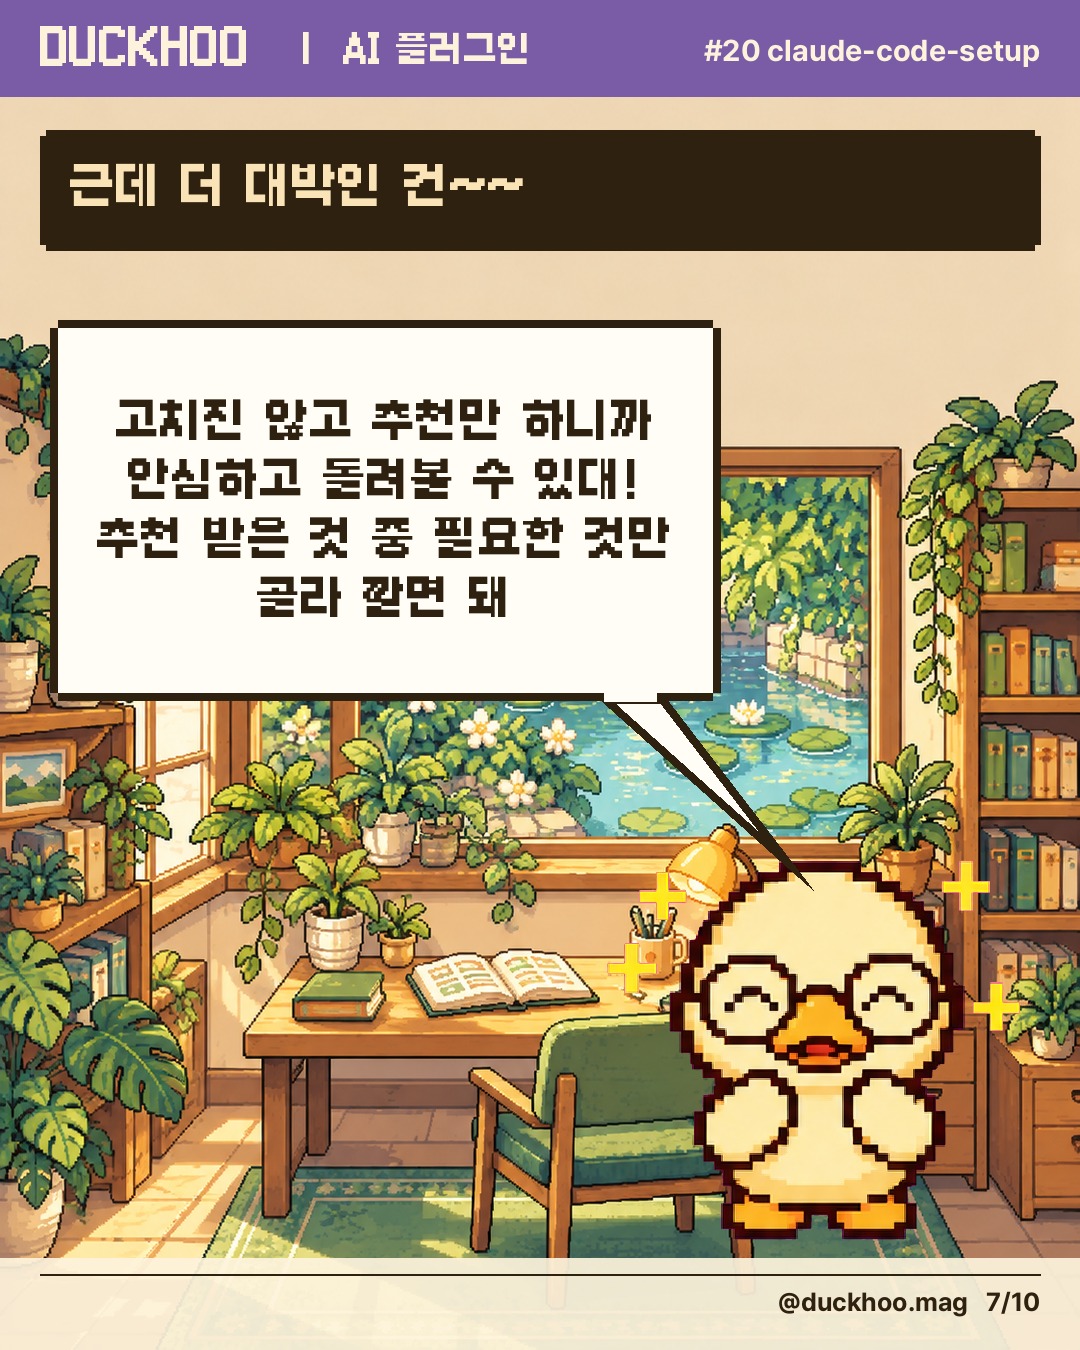 DUCKHOO | AI 플러그인 #20 claude-code-setup
근데 더 대박인 건~~
고치진 않고 추천만 하니까
안심하고 돌려볼 수 있대!
추천 받은 것 중 필요한 것만
골라 깔면 돼
@duckhoo.mag 7/10